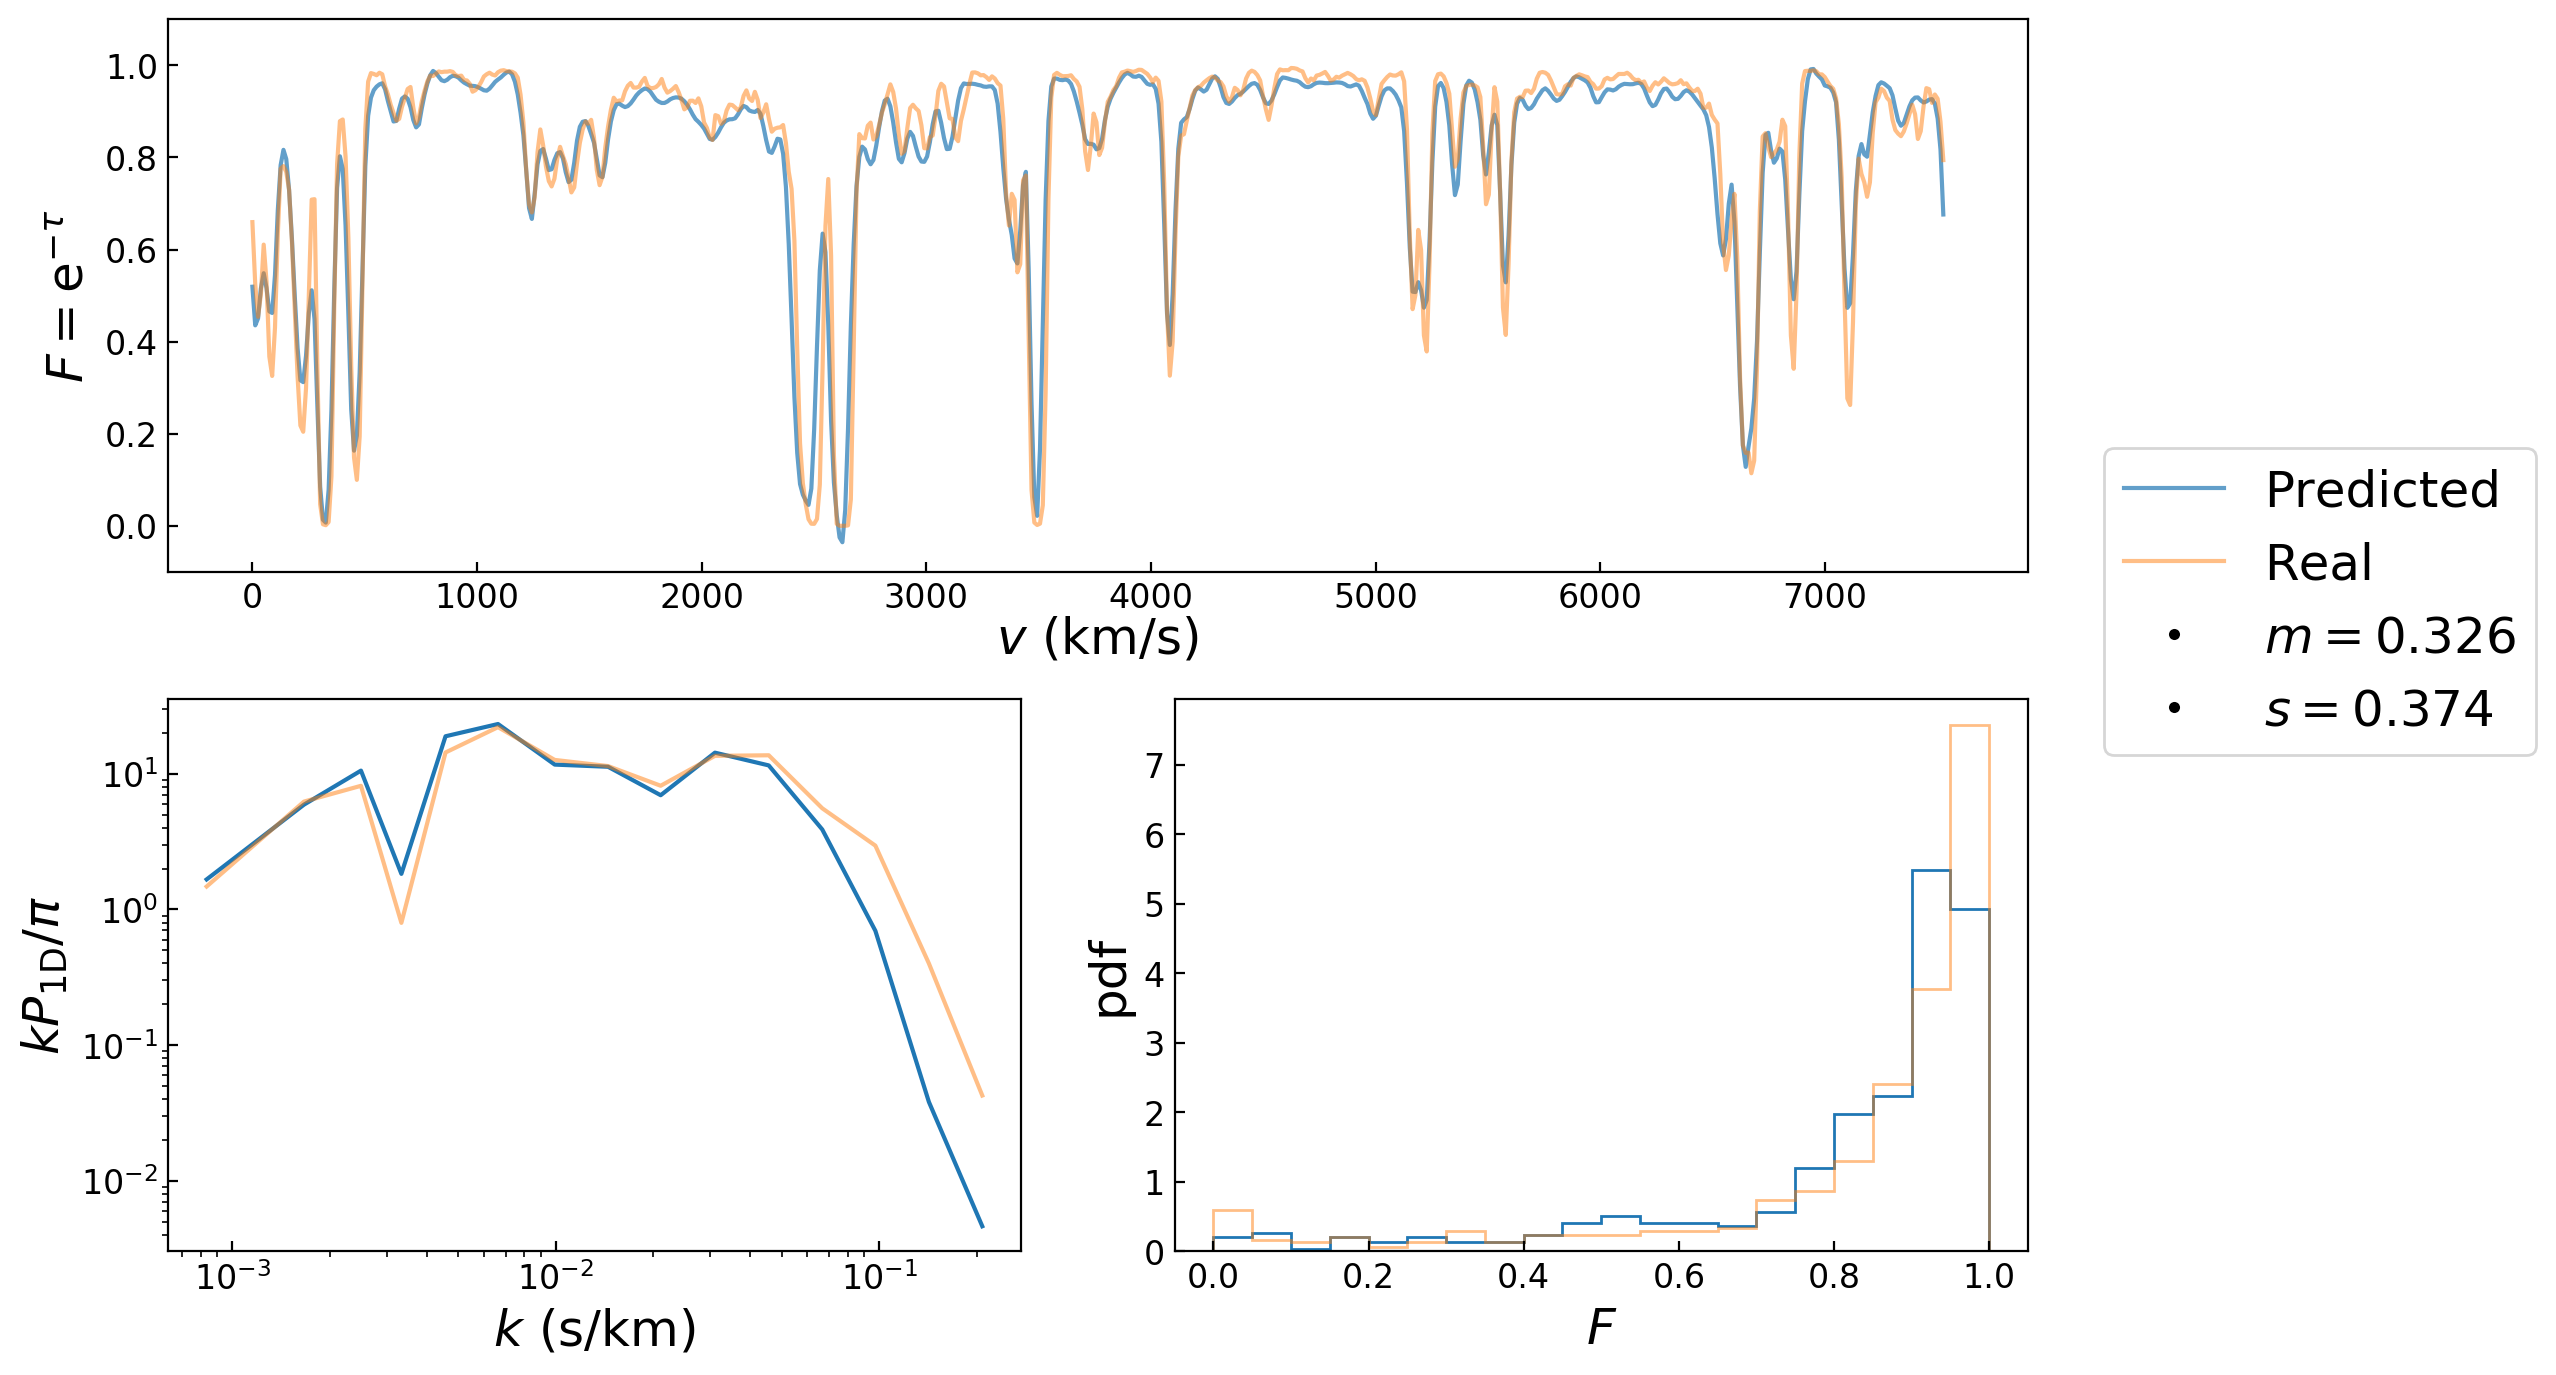 1.0
0.8
0.6
0.4
0.2
0.0
F = e^{−τ}
0 1000 2000 3000 4000 5000 6000 7000
v (km/s)
Predicted
Real
m = 0.326
s = 0.374
10^1
10^0
10^{−1}
10^{−2}
kP_{1D}/π
10^{−3} 10^{−2} 10^{−1}
k (s/km)
7
6
5
4
3
2
1
0
pdf
0.0 0.2 0.4 0.6 0.8 1.0
F